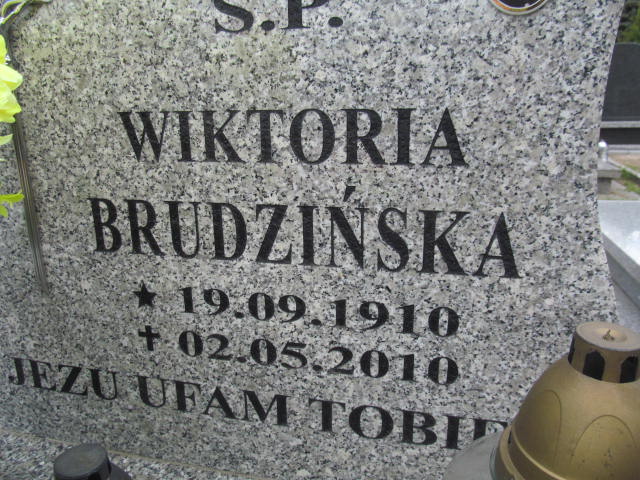 Ś.P.
WIKTORIA
BRUDZIŃSKA
★ 19.09.1910
✝ 02.05.2010
JEZU UFAM TOBIE